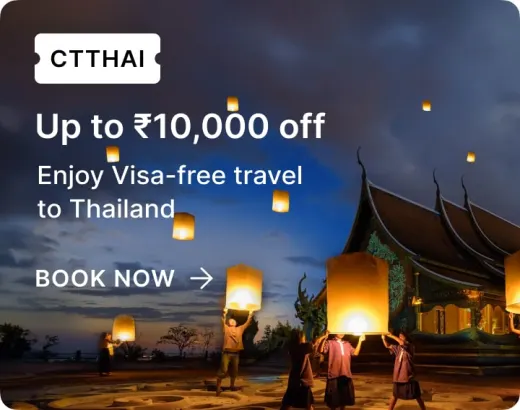 CTTHAI
Up to ₹10,000 off
Enjoy Visa-free travel
to Thailand
BOOK NOW →